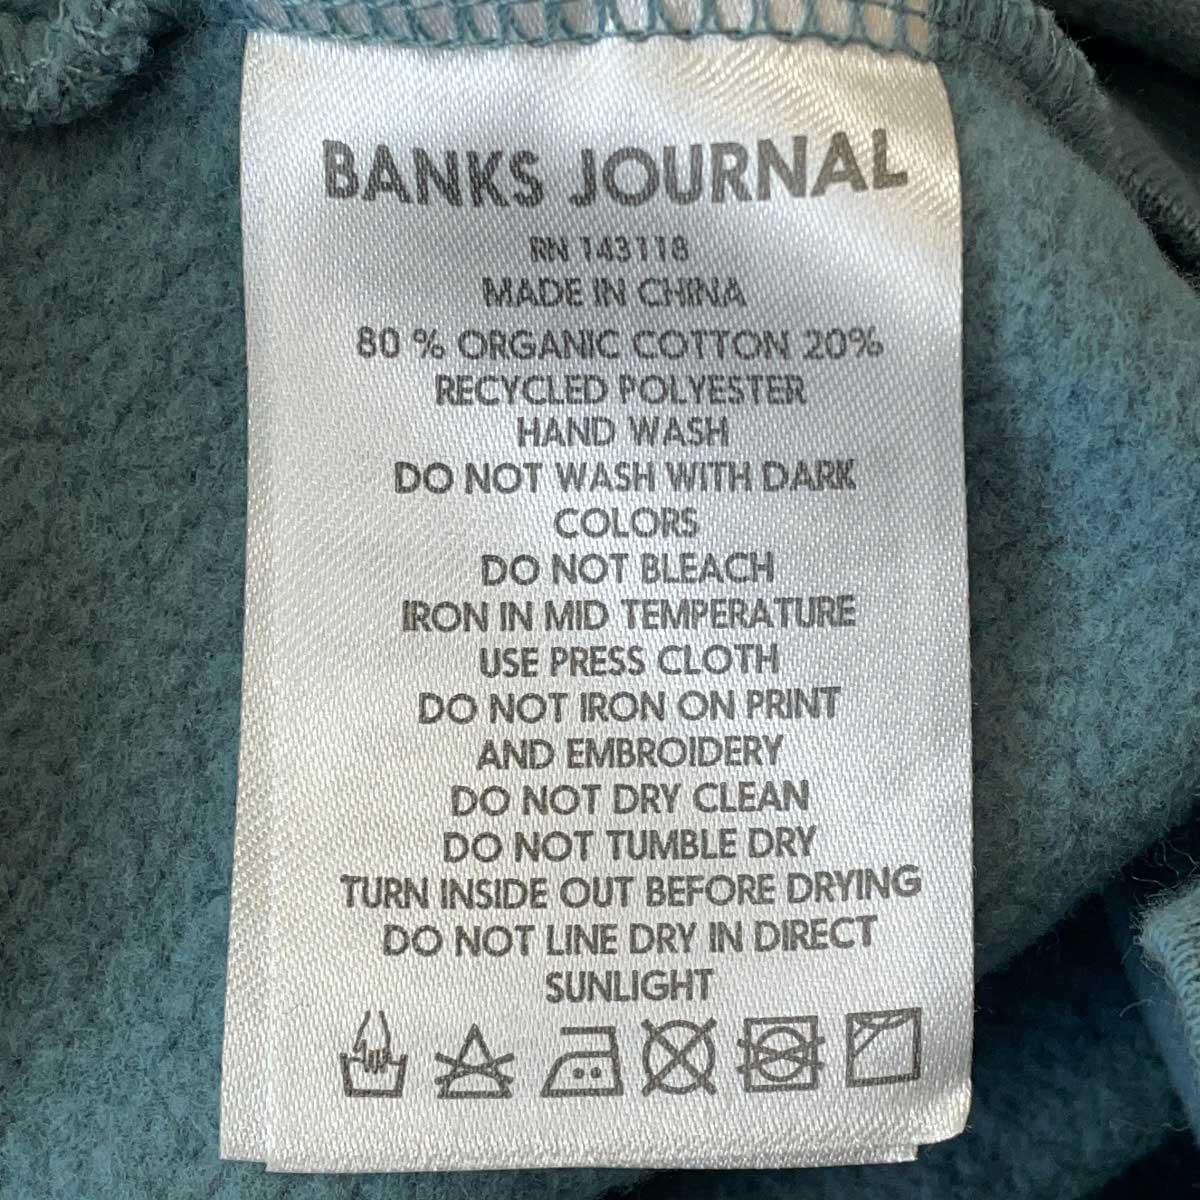 BANKS JOURNAL
RN 143118
MADE IN CHINA
80 % ORGANIC COTTON 20%
RECYCLED POLYESTER
HAND WASH
DO NOT WASH WITH DARK
COLORS
DO NOT BLEACH
IRON IN MID TEMPERATURE
USE PRESS CLOTH
DO NOT IRON ON PRINT
AND EMBROIDERY
DO NOT DRY CLEAN
DO NOT TUMBLE DRY
TURN INSIDE OUT BEFORE DRYING
DO NOT LINE DRY IN DIRECT
SUNLIGHT